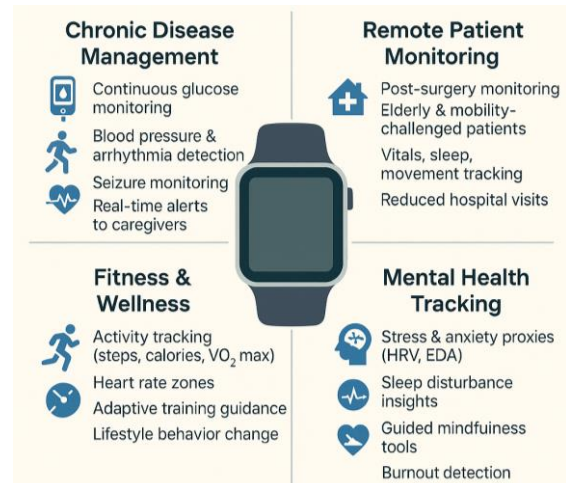 Chronic Disease
Management
Continuous glucose
monitoring
Blood pressure &
arrhythmia detection
Seizure monitoring
Real-time alerts
to caregivers
Remote Patient
Monitoring
Post-surgery monitoring
Elderly & mobility-
challenged patients
Vitals, sleep,
movement tracking
Reduced hospital visits
Fitness &
Wellness
Activity tracking
(steps, calories, VO₂ max)
Heart rate zones
Adaptive training guidance
Lifestyle behavior change
Mental Health
Tracking
Stress & anxiety proxies
(HRV, EDA)
Sleep disturbance
insights
Guided mindfuiness
tools
Burnout detection